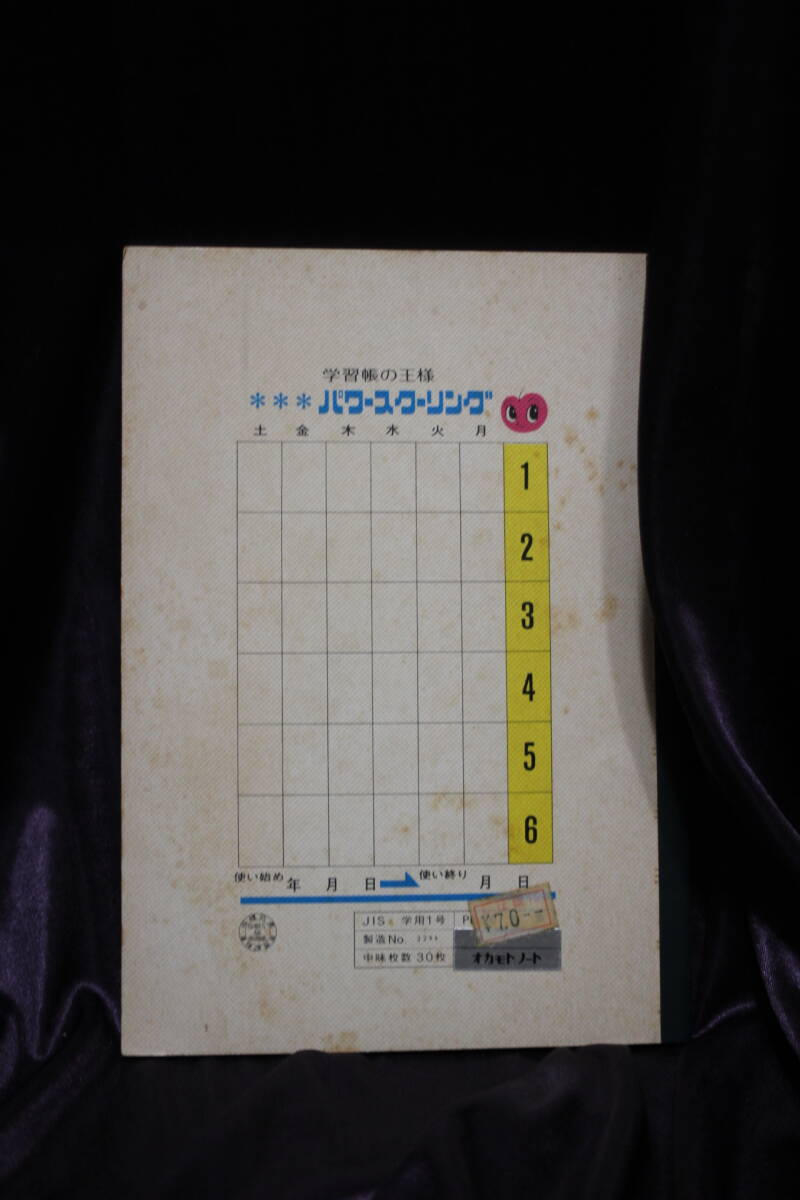 学習帳の王様
***パワースクーリング
土 金 木 水 火 月
1
2
3
4
5
6
使い始め 年 月 日 使い終り 月 日
JIS 学用1号
¥70--
製造No.
中味枚数 30枚
オカモトノート